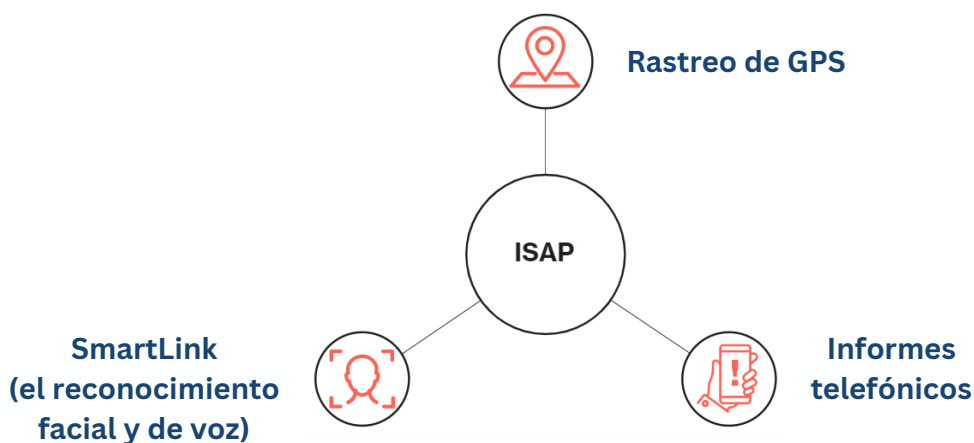 Rastreo de GPS
ISAP
SmartLink
(el reconocimiento
facial y de voz)
Informes
telefónicos
!